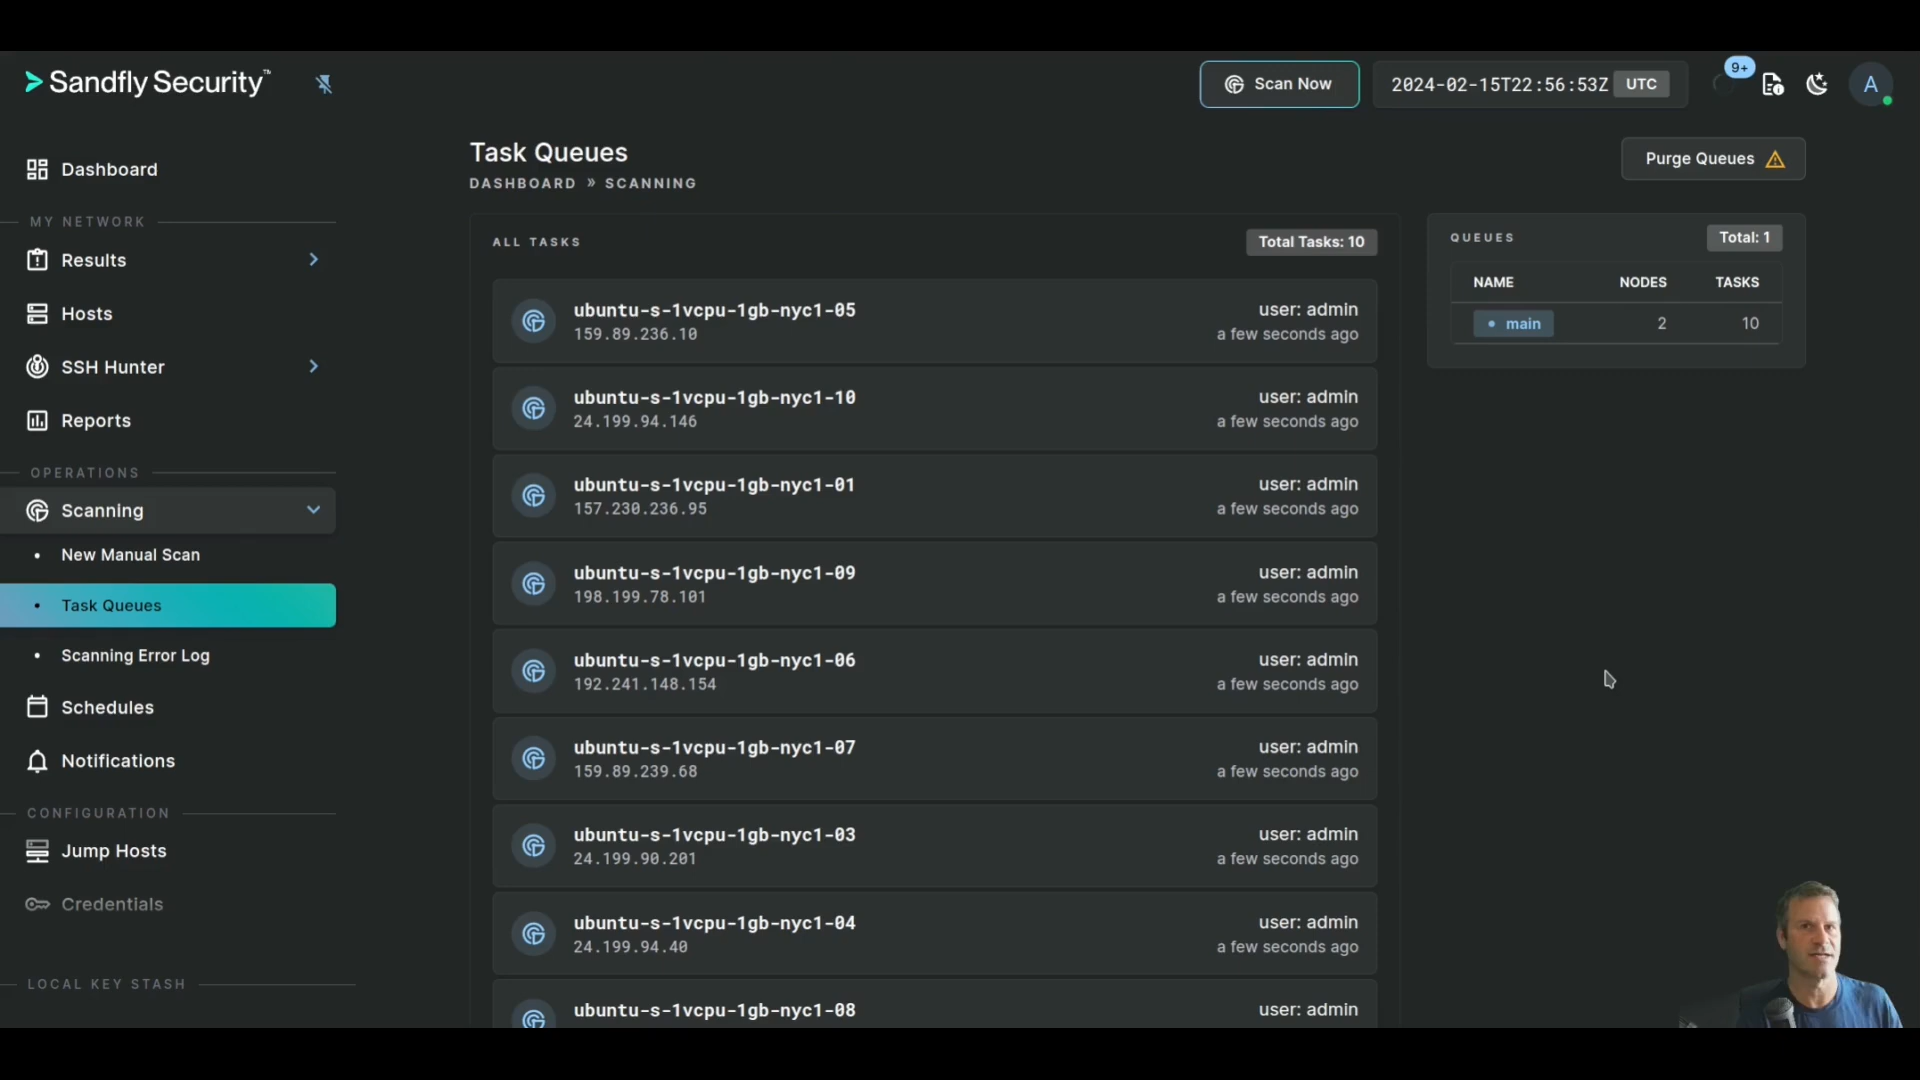 Sandfly Security™
Scan Now
2024-02-15T22:56:53Z UTC
9+
A
Dashboard
MY NETWORK
Results
Hosts
SSH Hunter
Reports
OPERATIONS
Scanning
New Manual Scan
Task Queues
Scanning Error Log
Schedules
Notifications
CONFIGURATION
Jump Hosts
Credentials
LOCAL KEY STASH
Task Queues
DASHBOARD » SCANNING
Purge Queues
ALL TASKS
Total Tasks: 10
ubuntu-s-1vcpu-1gb-nyc1-05
user: admin
159.89.236.10
a few seconds ago
ubuntu-s-1vcpu-1gb-nyc1-10
user: admin
24.199.94.146
a few seconds ago
ubuntu-s-1vcpu-1gb-nyc1-01
user: admin
157.230.236.95
a few seconds ago
ubuntu-s-1vcpu-1gb-nyc1-09
user: admin
198.199.78.101
a few seconds ago
ubuntu-s-1vcpu-1gb-nyc1-06
user: admin
192.241.148.154
a few seconds ago
ubuntu-s-1vcpu-1gb-nyc1-07
user: admin
159.89.239.68
a few seconds ago
ubuntu-s-1vcpu-1gb-nyc1-03
user: admin
24.199.90.201
a few seconds ago
ubuntu-s-1vcpu-1gb-nyc1-04
user: admin
24.199.94.40
a few seconds ago
ubuntu-s-1vcpu-1gb-nyc1-08
user: admin
QUEUES
Total: 1
NAME NODES TASKS
main 2 10